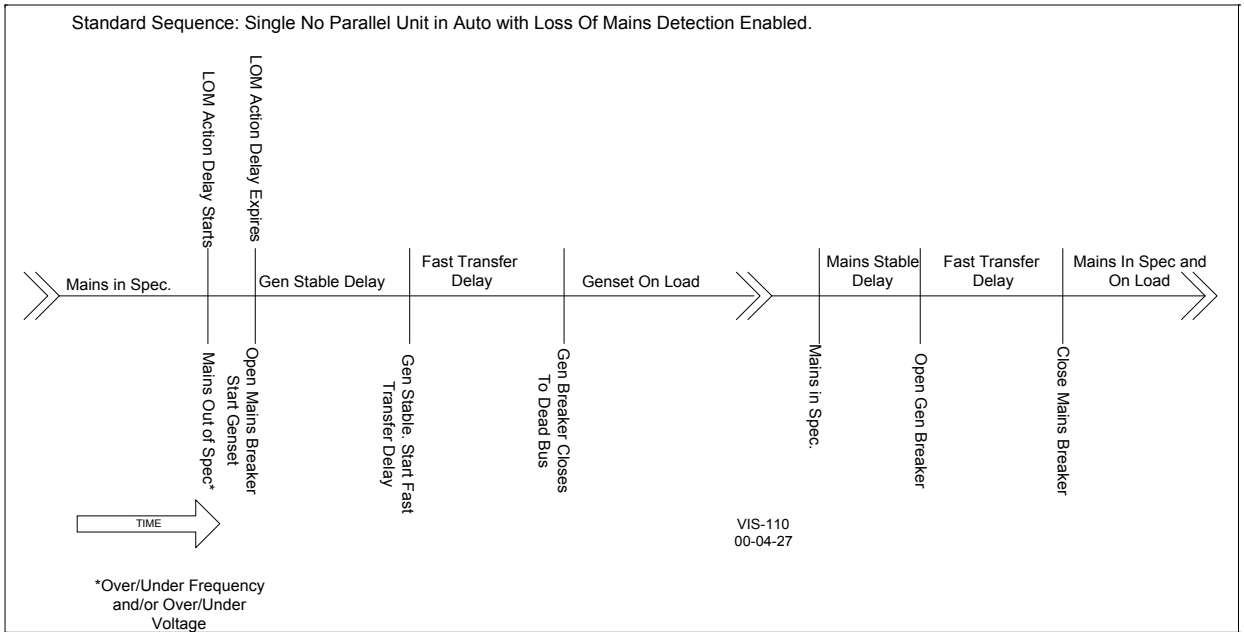 Standard Sequence: Single No Parallel Unit in Auto with Loss Of Mains Detection Enabled.
LOM Action Delay Starts
LOM Action Delay Expires
Mains in Spec.
Gen Stable Delay
Fast Transfer
Delay
Genset On Load
Mains Stable
Delay
Fast Transfer
Delay
Mains In Spec and
On Load
Mains Out of Spec*
Open Mains Breaker
Start Genset
Gen Stable. Start Fast
Transfer Delay
Gen Breaker Closes
To Dead Bus
Mains in Spec.
Open Gen Breaker
Close Mains Breaker
TIME
VIS-110
00-04-27
*Over/Under Frequency
and/or Over/Under
Voltage